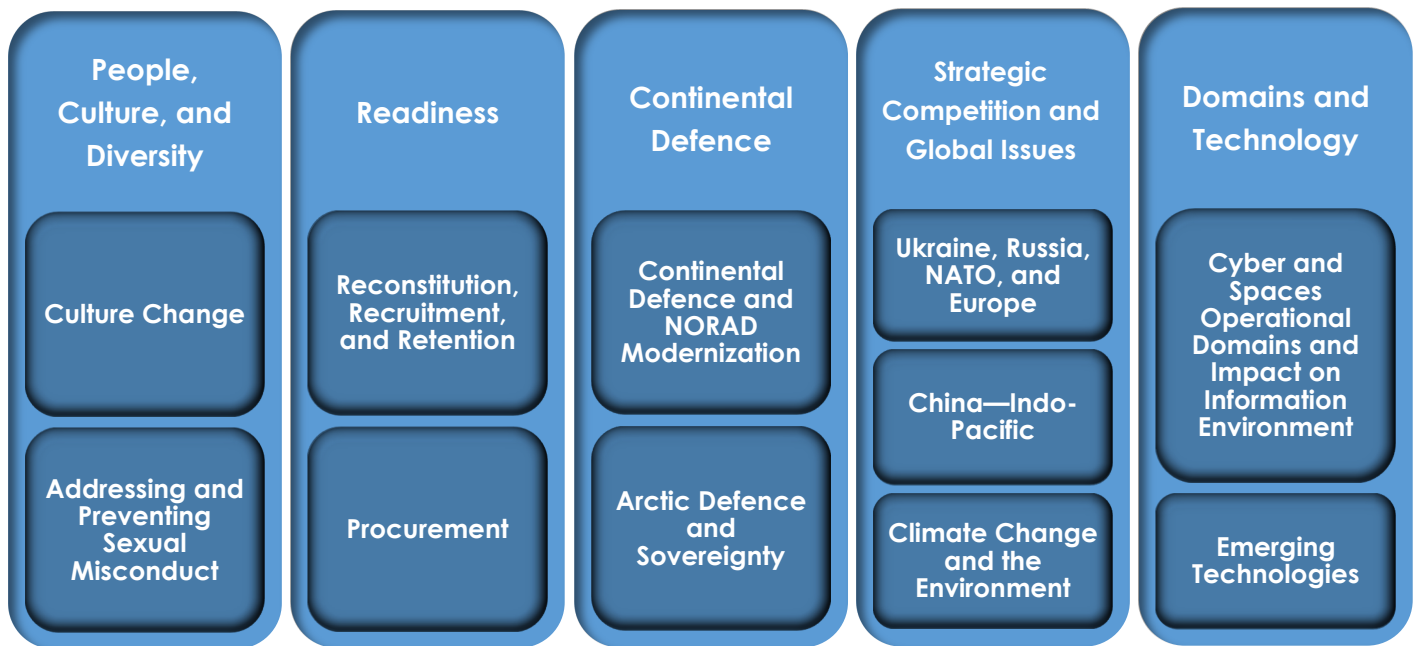 People,
Culture, and
Diversity
Culture Change
Addressing and
Preventing
Sexual
Misconduct
Readiness
Reconstitution,
Recruitment,
and Retention
Procurement
Continental
Defence
Continental
Defence and
NORAD
Modernization
Arctic Defence
and
Sovereignty
Strategic
Competition and
Global Issues
Ukraine, Russia,
NATO, and
Europe
China—Indo-
Pacific
Climate Change
and the
Environment
Domains and
Technology
Cyber and
Spaces
Operational
Domains and
Impact on
Information
Environment
Emerging
Technologies